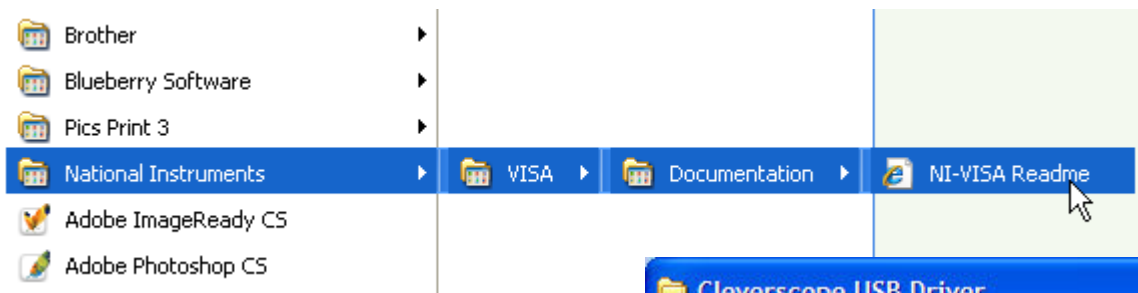 Brother
Blueberry Software
Pics Print 3
National Instruments VISA Documentation NI-VISA Readme
Adobe ImageReady CS
Adobe Photoshop CS
Cleverscope USB Driver